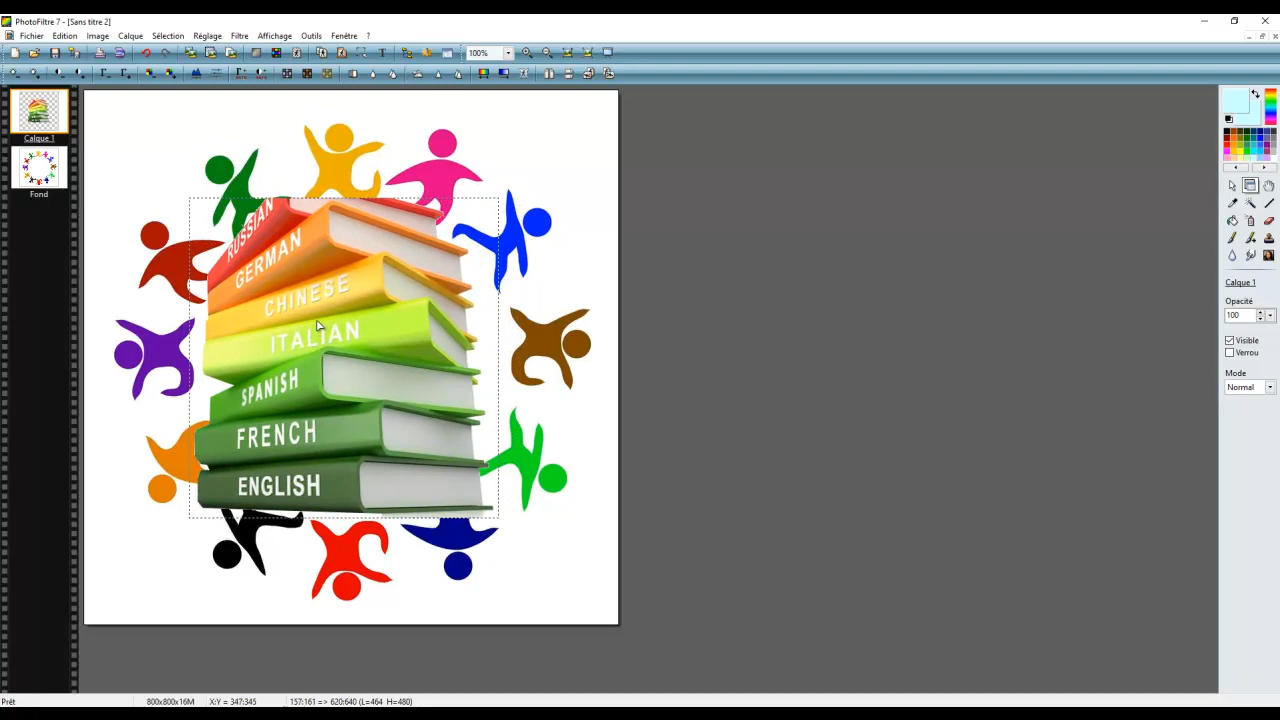 PhotoFiltre 7 - [Sans titre 2]
Fichier Edition Image Calque Sélection Réglage Filtre Affichage Outils Fenêtre ?
100%
Calque 1
Fond
RUSSIAN
GERMAN
CHINESE
ITALIAN
SPANISH
FRENCH
ENGLISH
Calque 1
Opacité
100
Visible
Verrou
Mode
Normal
Prêt 800x800x16M X:Y = 347:345 157:161 => 620:640 (L=464 H=480)